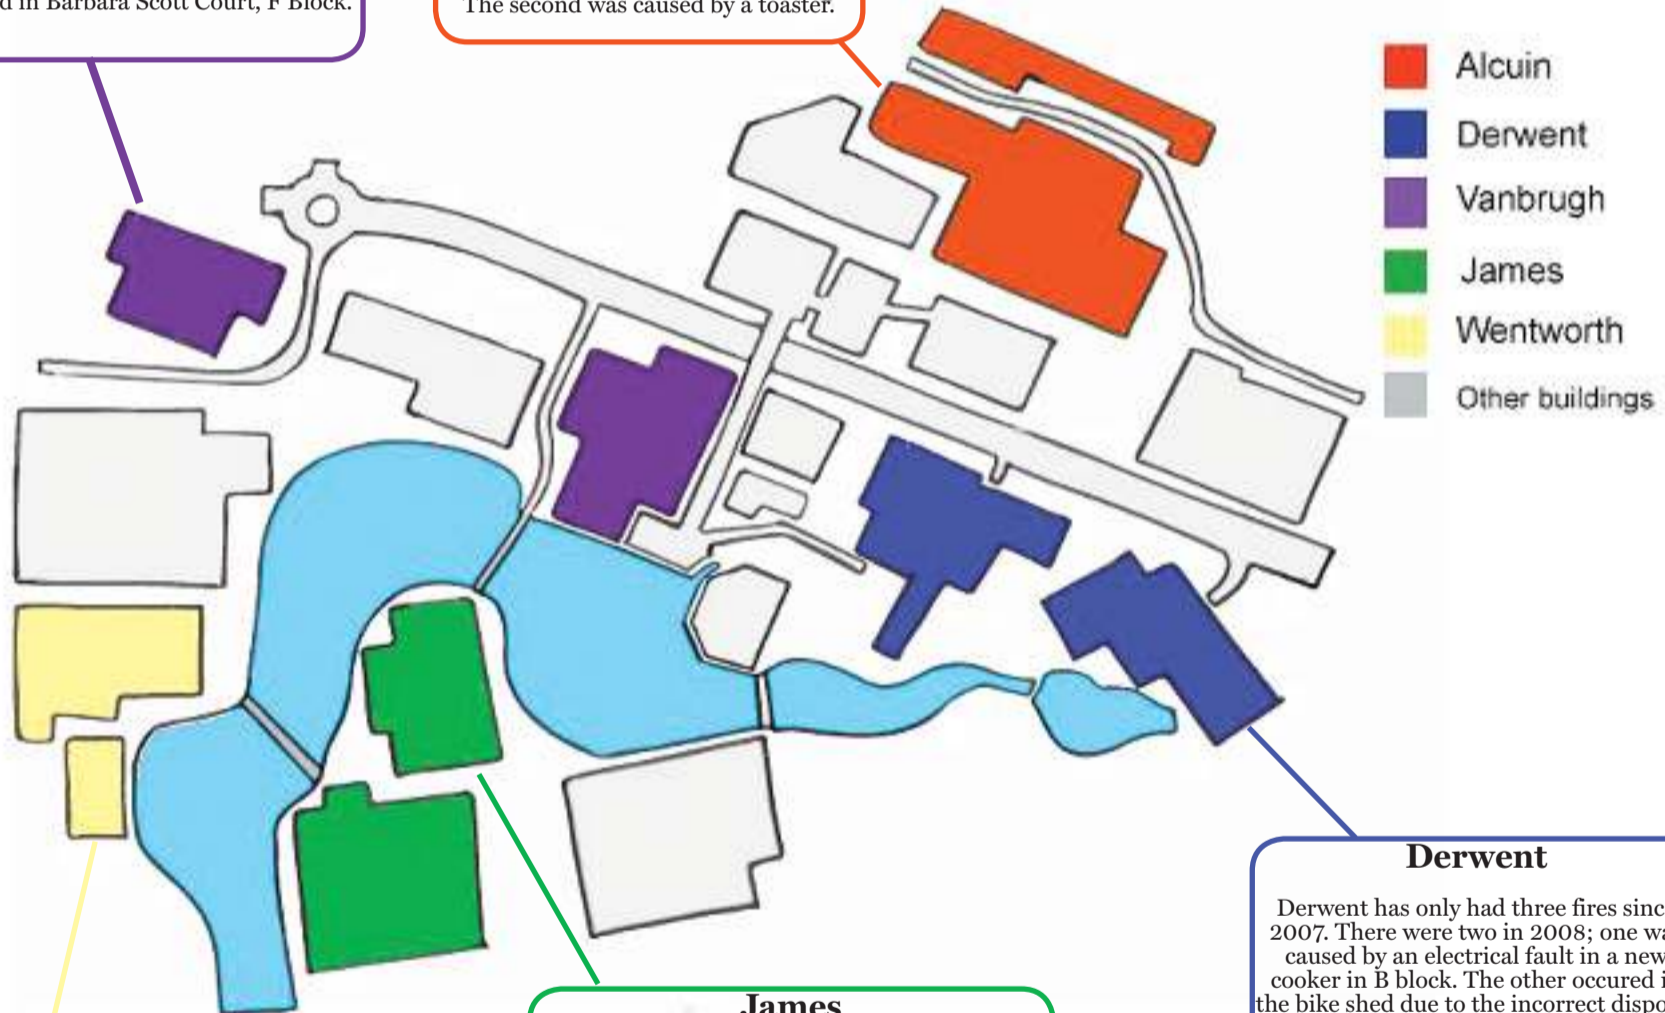 d in Barbara Scott Court, F Block.
The second was caused by a toaster.
Alcuin
Derwent
Vanbrugh
James
Wentworth
Other buildings
Derwent
Derwent has only had three fires sinc
2007. There were two in 2008; one wa
caused by an electrical fault in a new
cooker in B block. The other occured i
the bike shed due to the incorrect dispo
James